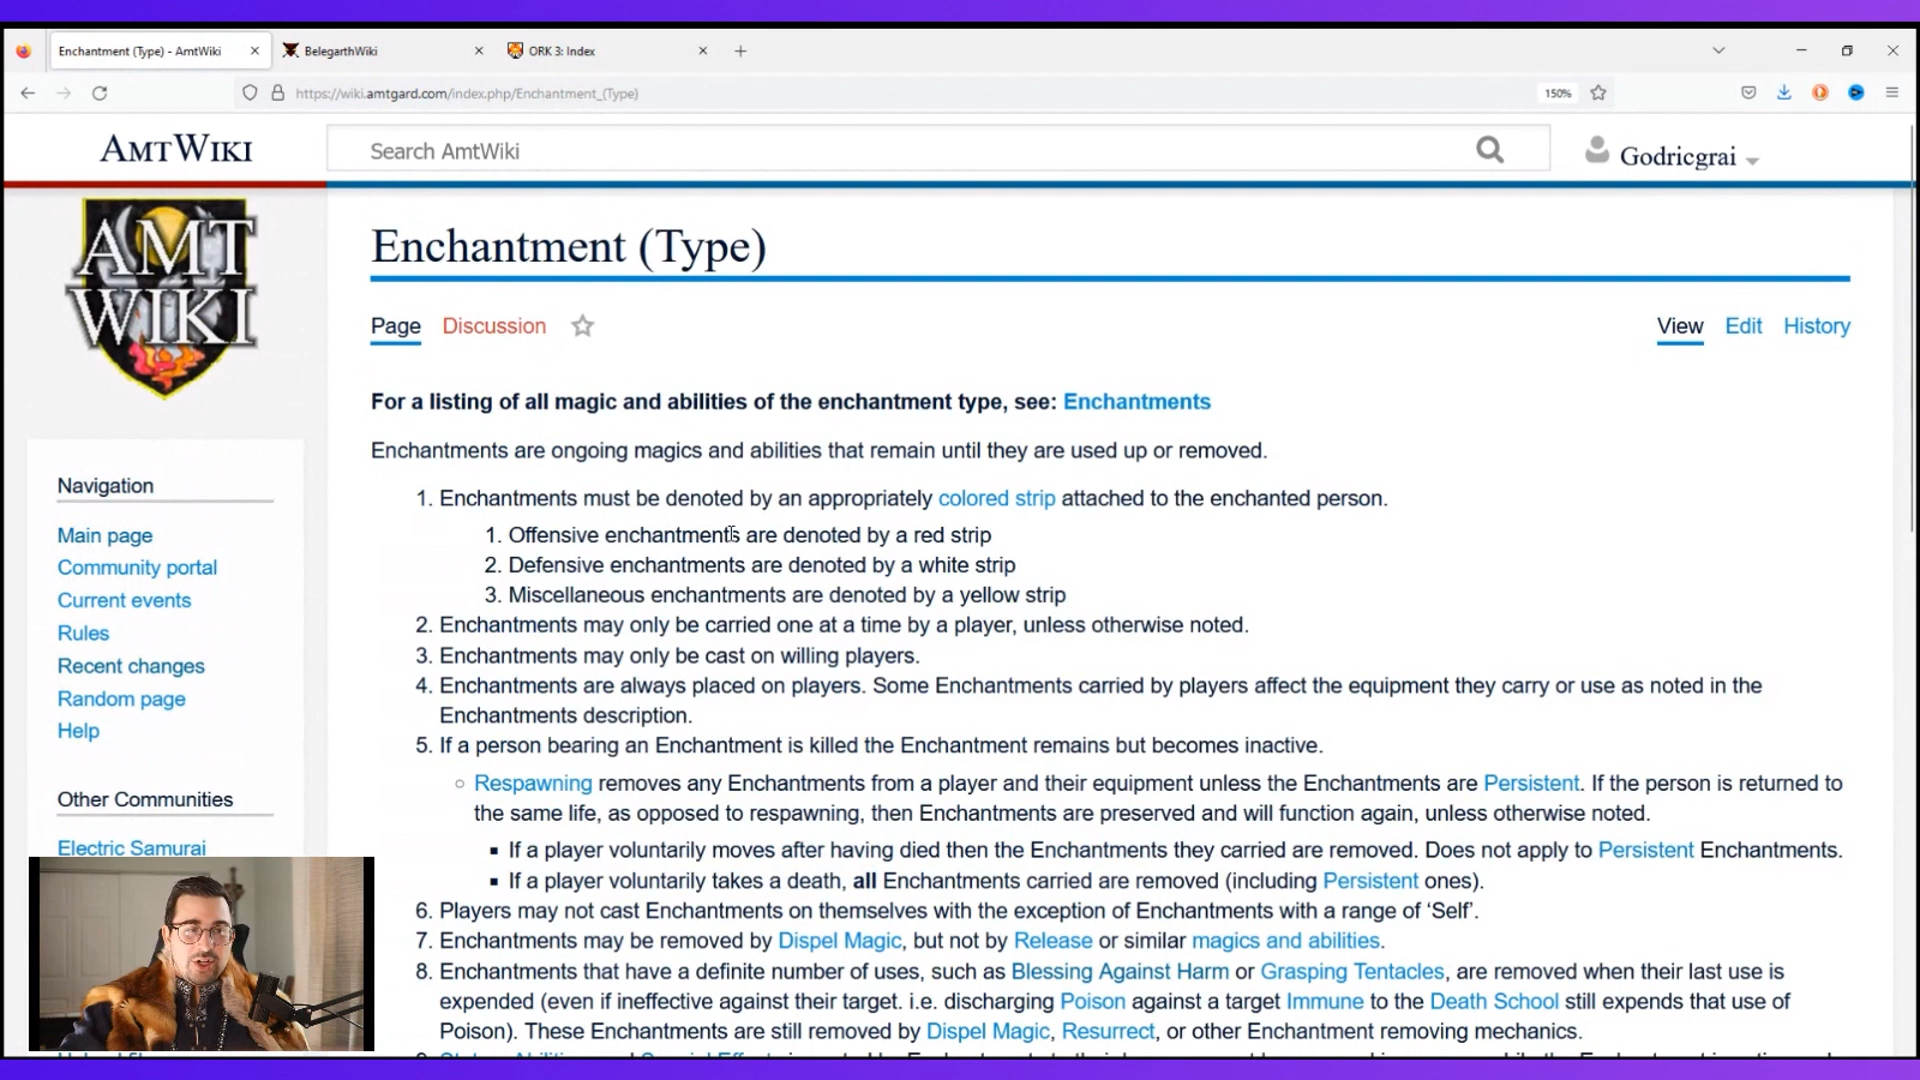 Enchantment (Type) - AmtWiki
BelegarthWiki
ORK 3: Index
https://wiki.amtgard.com/index.php/Enchantment_(Type)
150%
AMTWIKI
Search AmtWiki
Godricgrai
AMT
WIKI
Enchantment (Type)
Page Discussion
View Edit History
For a listing of all magic and abilities of the enchantment type, see: Enchantments
Enchantments are ongoing magics and abilities that remain until they are used up or removed.
1. Enchantments must be denoted by an appropriately colored strip attached to the enchanted person.
1. Offensive enchantments are denoted by a red strip
2. Defensive enchantments are denoted by a white strip
3. Miscellaneous enchantments are denoted by a yellow strip
2. Enchantments may only be carried one at a time by a player, unless otherwise noted.
3. Enchantments may only be cast on willing players.
4. Enchantments are always placed on players. Some Enchantments carried by players affect the equipment they carry or use as noted in the
Enchantments description.
5. If a person bearing an Enchantment is killed the Enchantment remains but becomes inactive.
Respawning removes any Enchantments from a player and their equipment unless the Enchantments are Persistent. If the person is returned to
the same life, as opposed to respawning, then Enchantments are preserved and will function again, unless otherwise noted.
If a player voluntarily moves after having died then the Enchantments they carried are removed. Does not apply to Persistent Enchantments.
If a player voluntarily takes a death, all Enchantments carried are removed (including Persistent ones).
6. Players may not cast Enchantments on themselves with the exception of Enchantments with a range of ‘Self’.
7. Enchantments may be removed by Dispel Magic, but not by Release or similar magics and abilities.
8. Enchantments that have a definite number of uses, such as Blessing Against Harm or Grasping Tentacles, are removed when their last use is
expended (even if ineffective against their target. i.e. discharging Poison against a target Immune to the Death School still expends that use of
Poison). These Enchantments are still removed by Dispel Magic, Resurrect, or other Enchantment removing mechanics.
Navigation
Main page
Community portal
Current events
Rules
Recent changes
Random page
Help
Other Communities
Electric Samurai